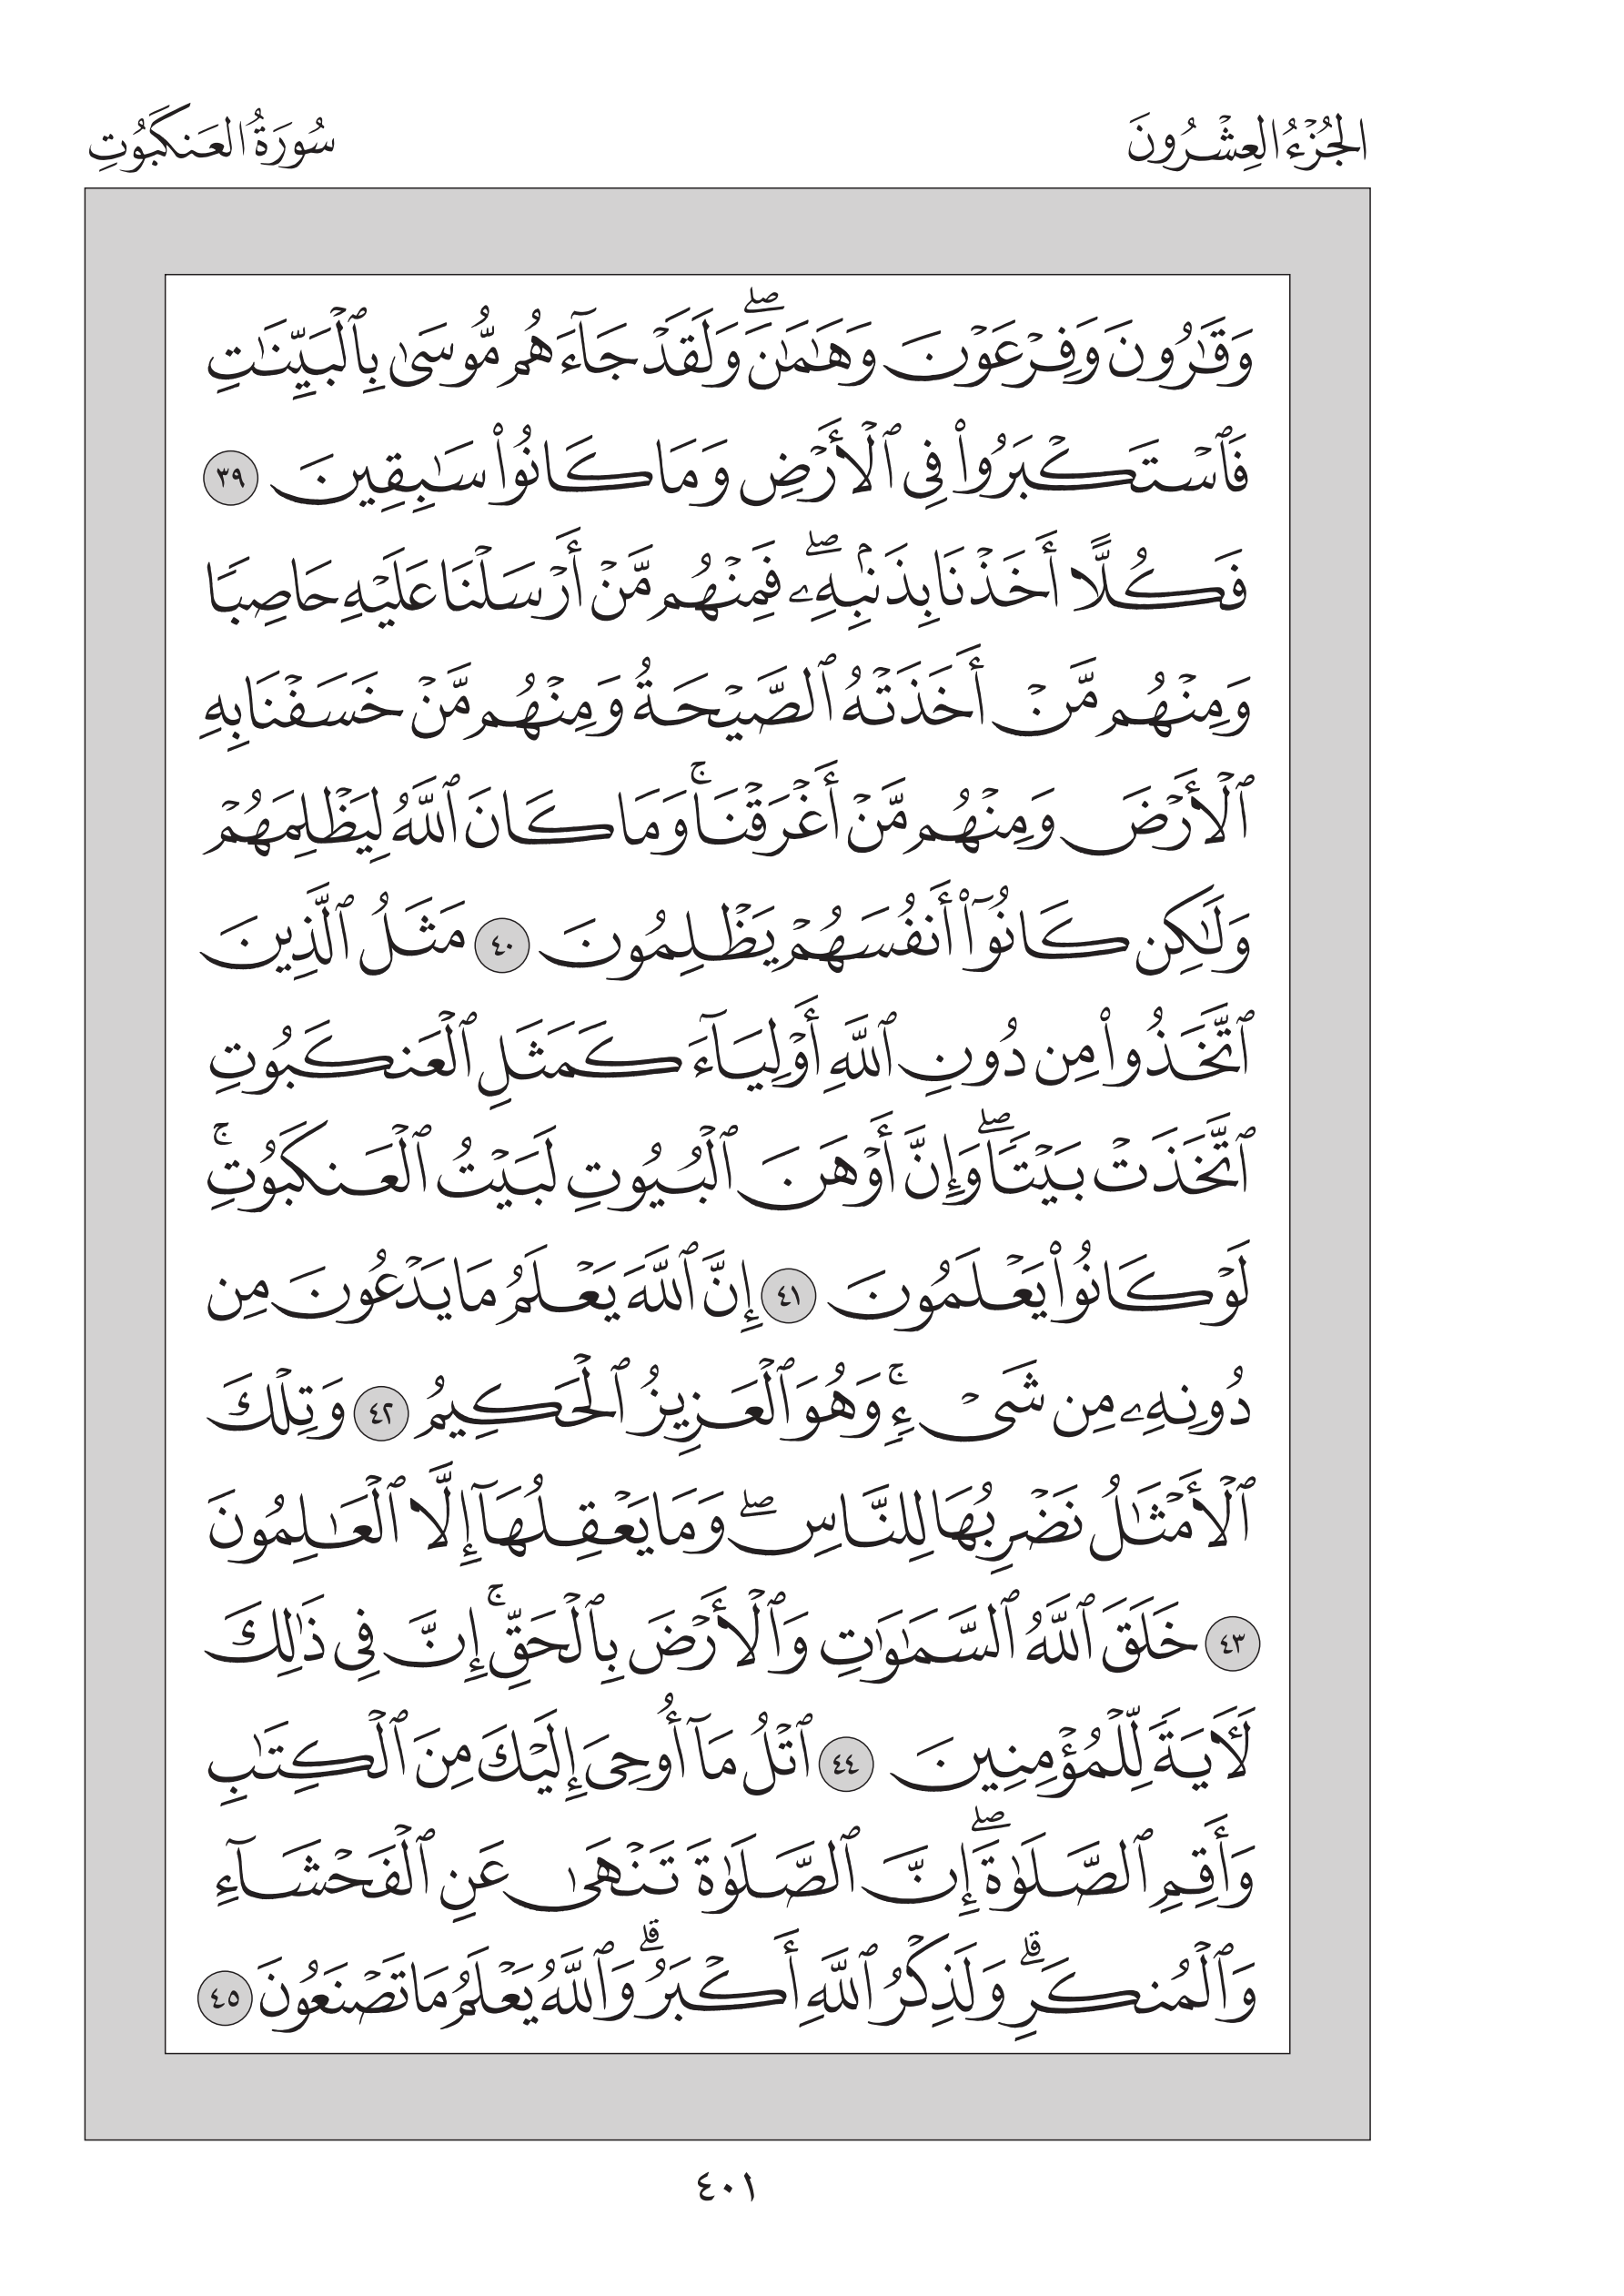 الجُزْءُ العِشْرُونَ
سُورَةُ العَنكَبُوتِ
وَقَٰرُونَ وَفِرْعَوْنَ وَهَٰمَٰنَۖ وَلَقَدْ جَآءَهُم مُّوسَىٰ بِٱلْبَيِّنَٰتِ
فَٱسْتَكْبَرُوا۟ فِى ٱلْأَرْضِ وَمَا كَانُوا۟ سَٰبِقِينَ ٣٩
فَكُلًّا أَخَذْنَا بِذَنۢبِهِۦۖ فَمِنْهُم مَّنْ أَرْسَلْنَا عَلَيْهِ حَاصِبًا
وَمِنْهُم مَّنْ أَخَذَتْهُ ٱلصَّيْحَةُ وَمِنْهُم مَّنْ خَسَفْنَا بِهِ
ٱلْأَرْضَ وَمِنْهُم مَّنْ أَغْرَقْنَاۚ وَمَا كَانَ ٱللَّهُ لِيَظْلِمَهُمْ
وَلَٰكِن كَانُوٓا۟ أَنفُسَهُمْ يَظْلِمُونَ ٤٠ مَثَلُ ٱلَّذِينَ
ٱتَّخَذُوا۟ مِن دُونِ ٱللَّهِ أَوْلِيَآءَ كَمَثَلِ ٱلْعَنكَبُوتِ
ٱتَّخَذَتْ بَيْتًاۖ وَإِنَّ أَوْهَنَ ٱلْبُيُوتِ لَبَيْتُ ٱلْعَنكَبُوتِۚ
لَوْ كَانُوا۟ يَعْلَمُونَ ٤١ إِنَّ ٱللَّهَ يَعْلَمُ مَا يَدْعُونَ مِن
دُونِهِۦ مِن شَىْءٍۚ وَهُوَ ٱلْعَزِيزُ ٱلْحَكِيمُ ٤٢ وَتِلْكَ
ٱلْأَمْثَٰلُ نَضْرِبُهَا لِلنَّاسِۖ وَمَا يَعْقِلُهَآ إِلَّا ٱلْعَٰلِمُونَ
٤٣ خَلَقَ ٱللَّهُ ٱلسَّمَٰوَٰتِ وَٱلْأَرْضَ بِٱلْحَقِّۚ إِنَّ فِى ذَٰلِكَ
لَءَايَةً لِّلْمُؤْمِنِينَ ٤٤ ٱتْلُ مَآ أُوحِىَ إِلَيْكَ مِنَ ٱلْكِتَٰبِ
وَأَقِمِ ٱلصَّلَوٰةَۖ إِنَّ ٱلصَّلَوٰةَ تَنْهَىٰ عَنِ ٱلْفَحْشَآءِ
وَٱلْمُنكَرِۗ وَلَذِكْرُ ٱللَّهِ أَكْبَرُۗ وَٱللَّهُ يَعْلَمُ مَا تَصْنَعُونَ ٤٥
٤٠١